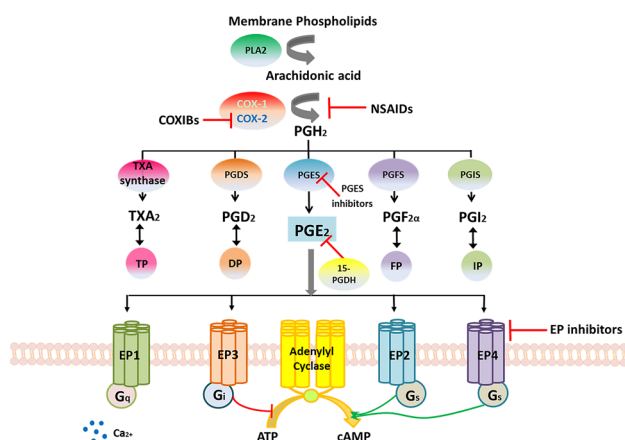 Membrane Phospholipids
PLA2
Arachidonic acid
COX-1
COX-2
COXIBs
NSAIDs
PGH₂
TXA
synthase
PGDS
PGES
PGFS
PGIS
PGES
inhibitors
TXA₂
PGD₂
PGE₂
PGF₂α
PGI₂
TP
DP
15-
PGDH
FP
IP
EP inhibitors
EP1
EP3
Adenylyl
Cyclase
EP2
EP4
Gq
Gi
Gs
Gs
Ca₂₊
ATP
cAMP